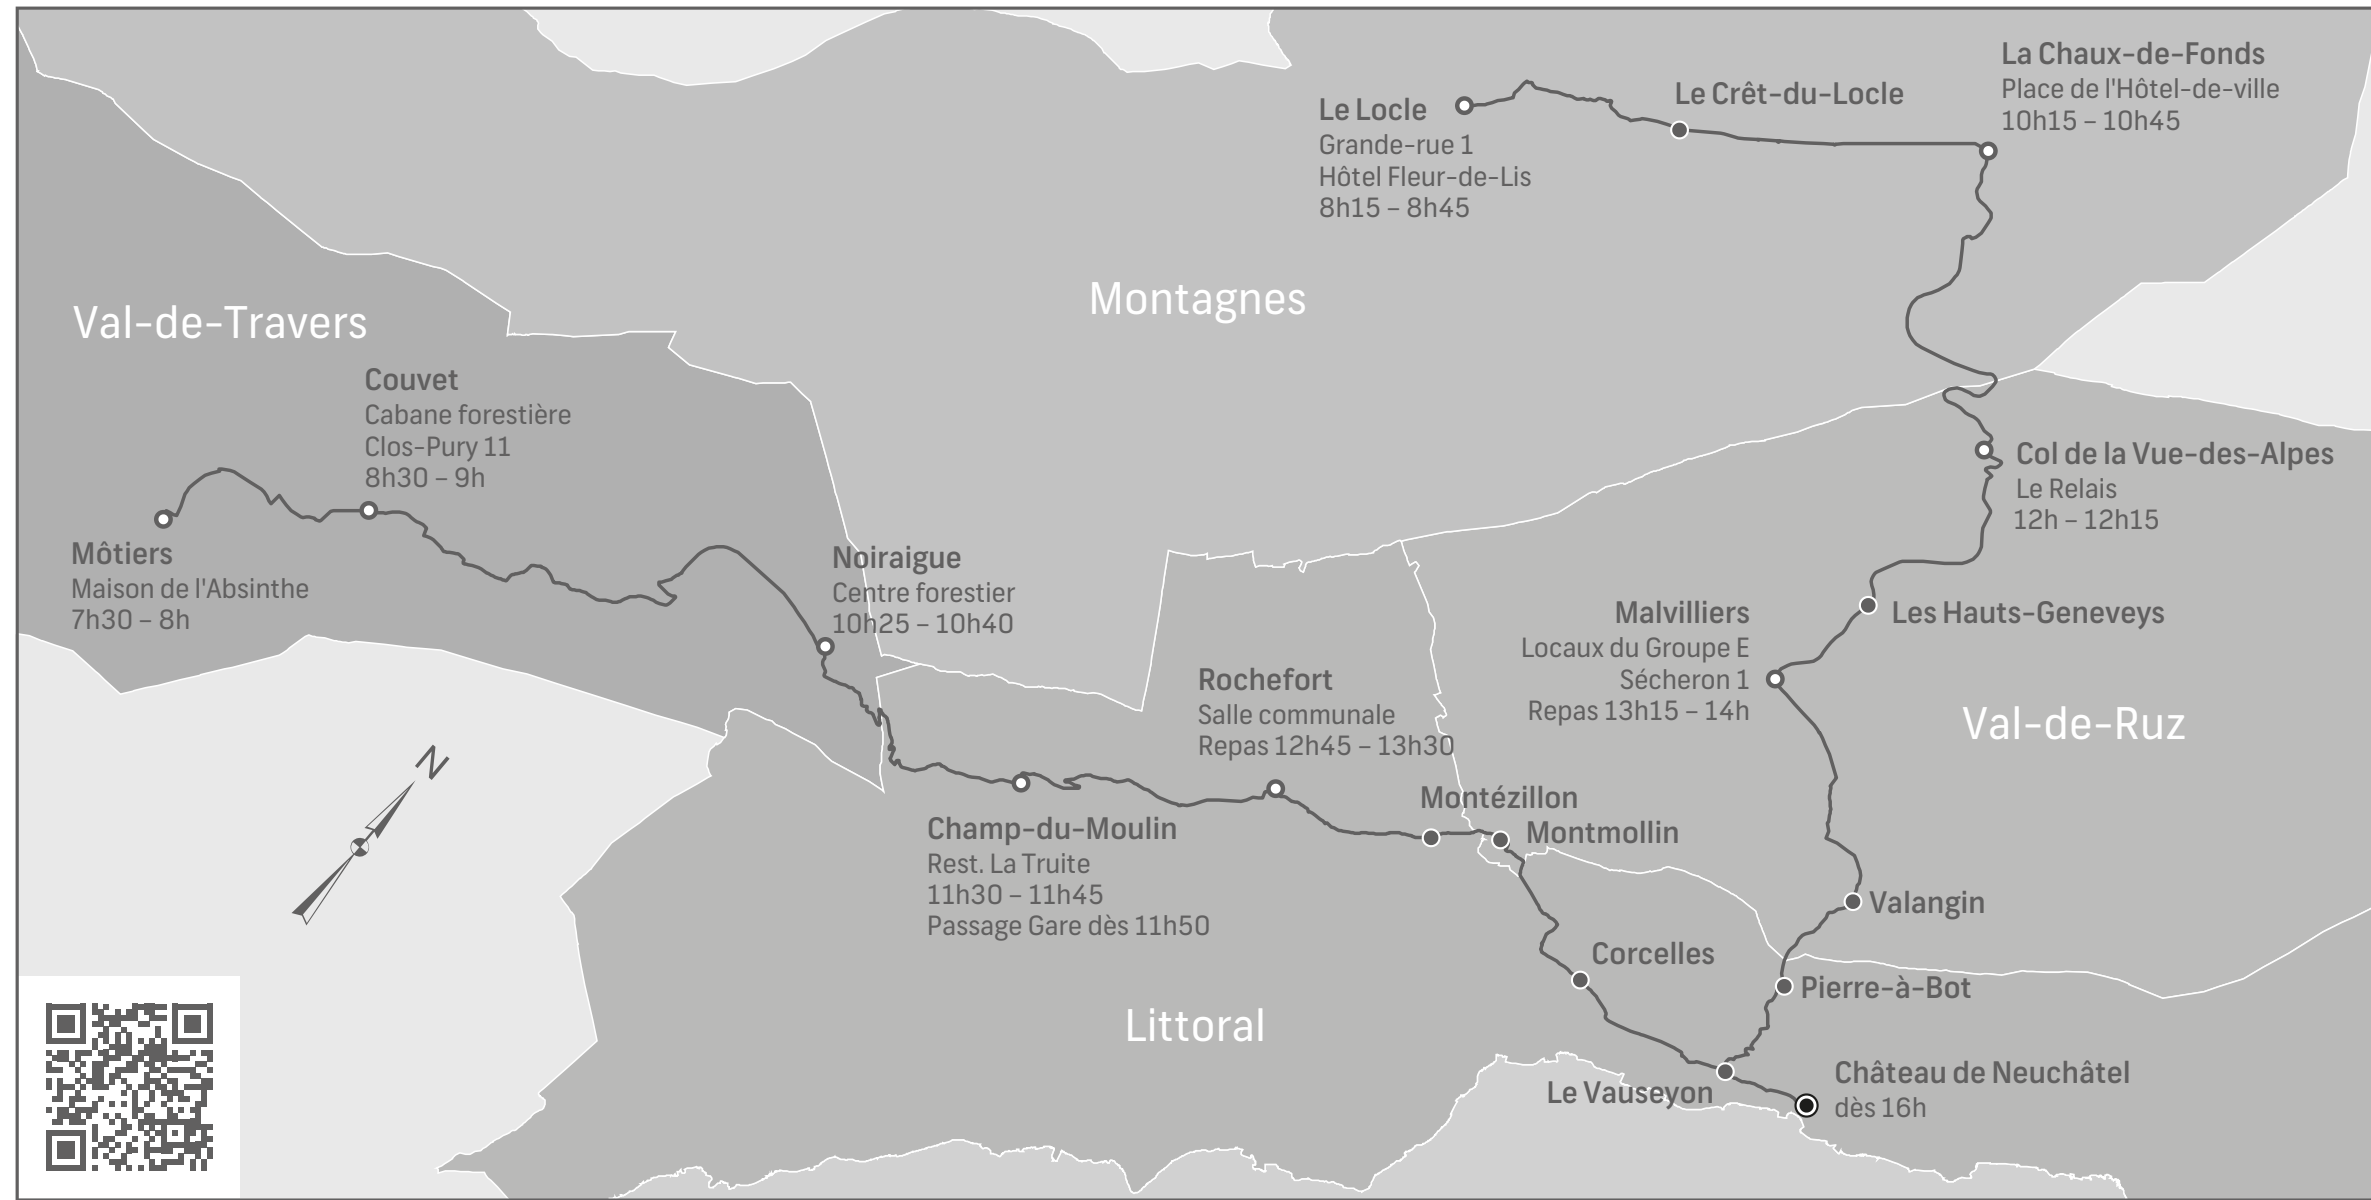 La Chaux-de-Fonds
Place de l'Hôtel-de-ville
10h15 – 10h45
Le Crêt-du-Locle
Le Locle
Grande-rue 1
Hôtel Fleur-de-Lis
8h15 – 8h45
Montagnes
Val-de-Travers
Couvet
Cabane forestière
Clos-Pury 11
8h30 – 9h
Môtiers
Maison de l'Absinthe
7h30 – 8h
Noiraigue
Centre forestier
10h25 – 10h40
Col de la Vue-des-Alpes
Le Relais
12h – 12h15
Les Hauts-Geneveys
Malvilliers
Locaux du Groupe E
Sécheron 1
Repas 13h15 – 14h
Val-de-Ruz
Rochefort
Salle communale
Repas 12h45 – 13h30
N
Champ-du-Moulin
Rest. La Truite
11h30 – 11h45
Passage Gare dès 11h50
Montézillon
Montmollin
Valangin
Corcelles
Pierre-à-Bot
Littoral
Le Vauseyon
Château de Neuchâtel
dès 16h